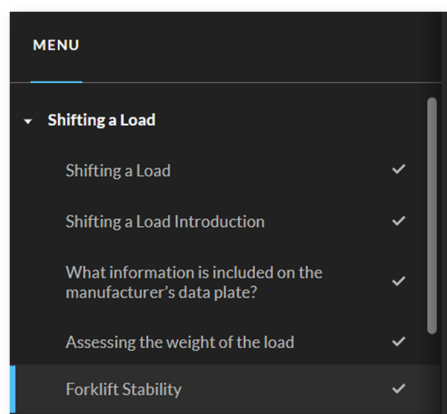 MENU
Shifting a Load
Shifting a Load
Shifting a Load Introduction
What information is included on the
manufacturer's data plate?
Assessing the weight of the load
Forklift Stability